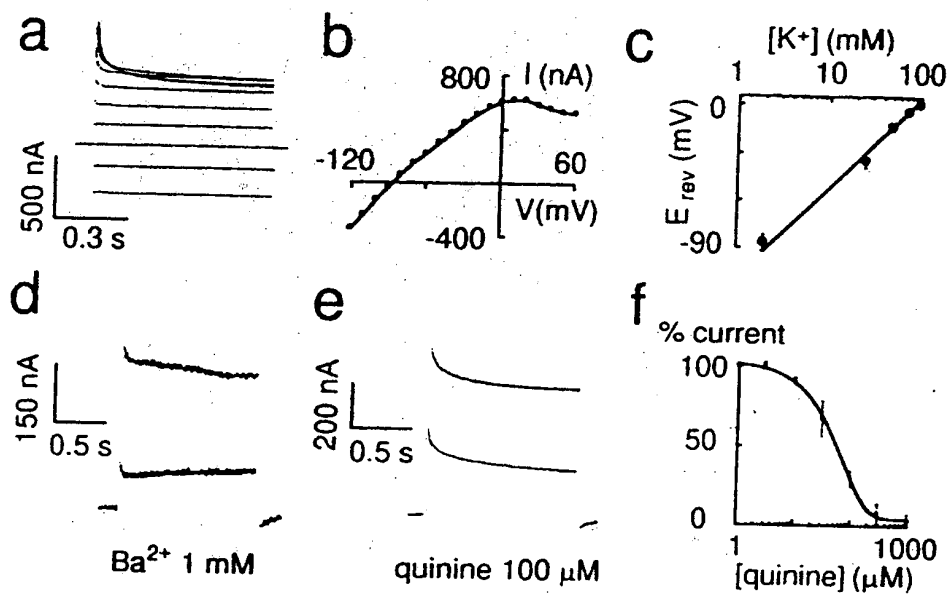 a
500 nA
0.3 s
b
800
I (nA)
-120
60
V(mV)
-400
c
[K+] (mM)
1
10
100
0
E rev (mV)
-90
d
150 nA
0.5 s
Ba²⁺ 1 mM
e
200 nA
0.5 s
quinine 100 µM
f
% current
100
50
0
1
1000
[quinine] (µM)